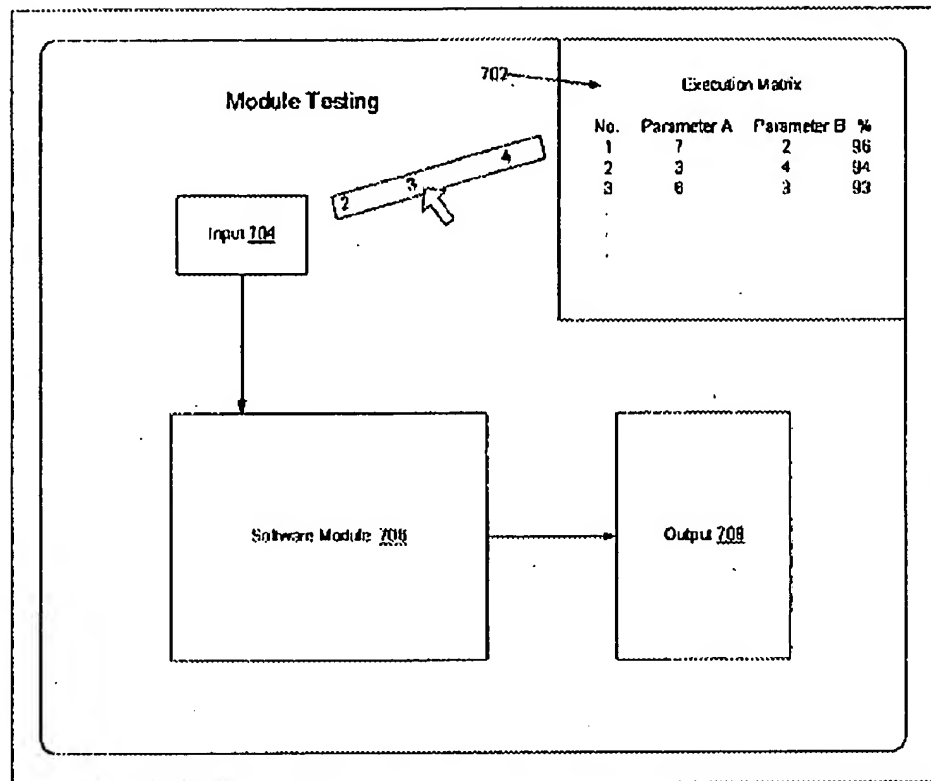 Module Testing
702
Execution Matrix
No. Parameter A Parameter B %
1 7 2 96
2 3 4 94
3 6 3 93
2 3 4
Input 704
Software Module 706
Output 708